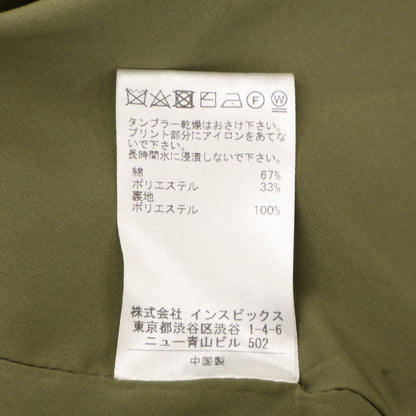 タンブラー乾燥はおさけ下さい。
プリント部分にアイロンをあてな
いで下さい。
長時間水に浸漬しないで下さい。
綿 67%
ポリエステル 33%
裏地
ポリエステル 100%
株式会社 インスピックス
東京都渋谷区渋谷 1-4-6
ニュー青山ビル 502
中国製